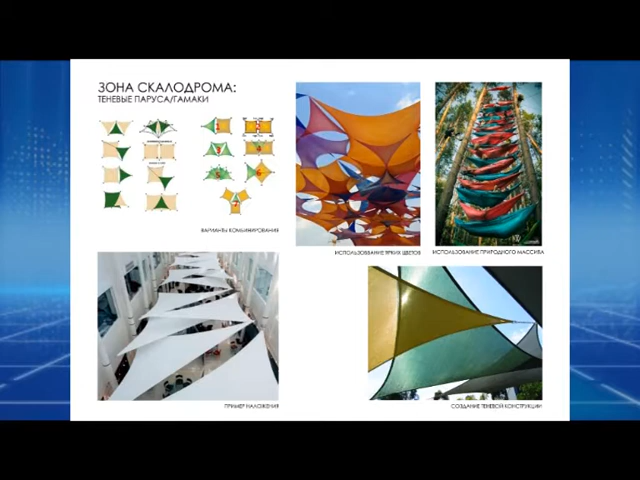 ЗОНА СКАЛОДРОМА:
ТЕНЕВЫЕ ПАРУСА/ГАМАКИ
ВАРИАНТЫ КОМБИНИРОВАНИЯ
ИСПОЛЬЗОВАНИЕ ЯРКИХ ЦВЕТОВ
ИСПОЛЬЗОВАНИЕ ПРИРОДНОГО МАССИВА
ПРИМЕР НАЛОЖЕНИЯ
СОЗДАНИЕ ТЕНЕВОЙ КОНСТРУКЦИИ